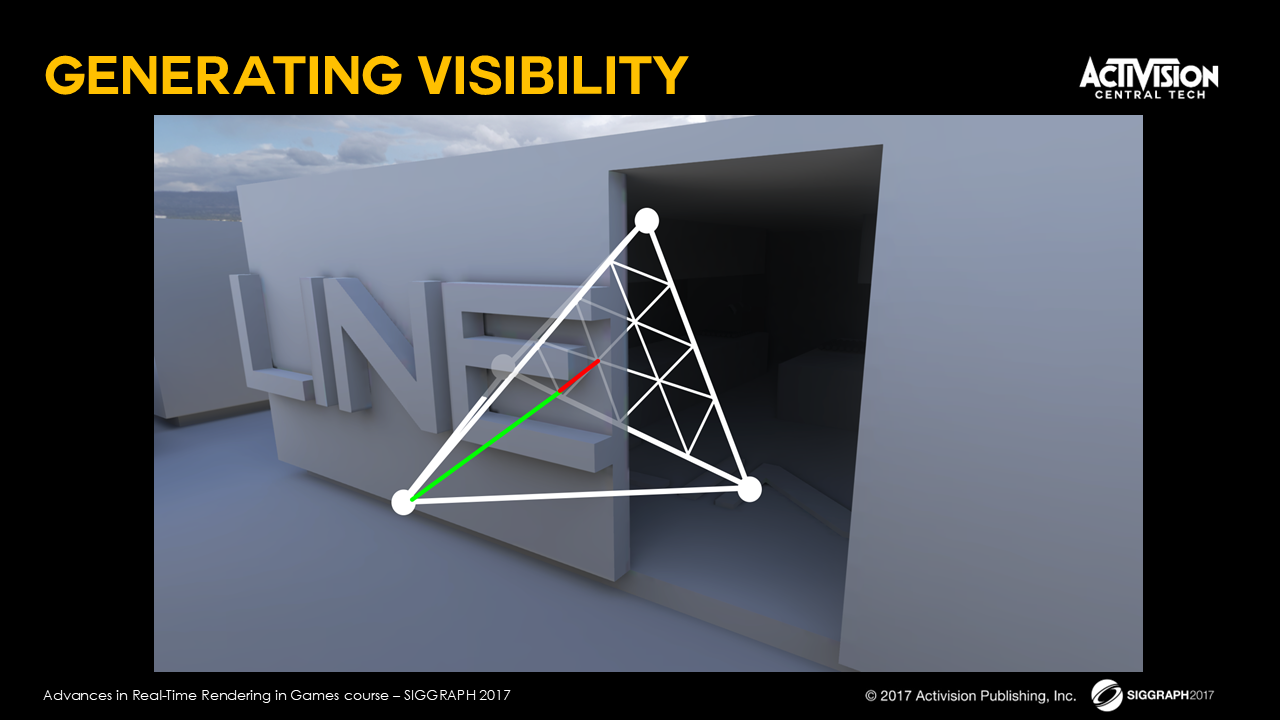 GENERATING VISIBILITY
ACTIVISION
CENTRAL TECH
LINE
Advances in Real-Time Rendering in Games course – SIGGRAPH 2017
© 2017 Activision Publishing, Inc.
SIGGRAPH2017